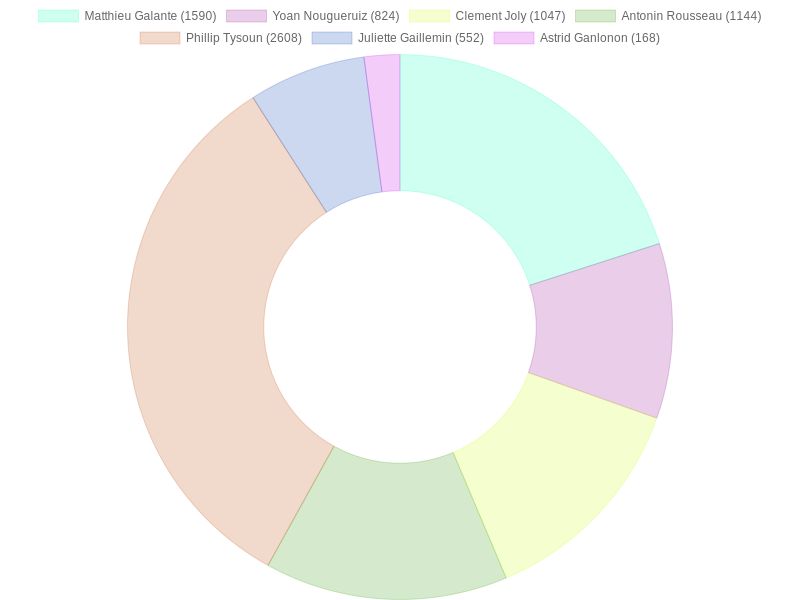 Matthieu Galante (1590) Yoan Nougueruiz (824) Clement Joly (1047) Antonin Rousseau (1144)
Phillip Tysoun (2608) Juliette Gaillemin (552) Astrid Ganlonon (168)